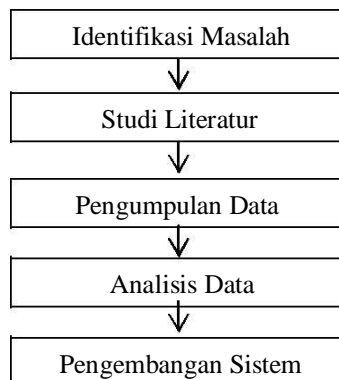 Identifikasi Masalah
Studi Literatur
Pengumpulan Data
Analisis Data
Pengembangan Sistem